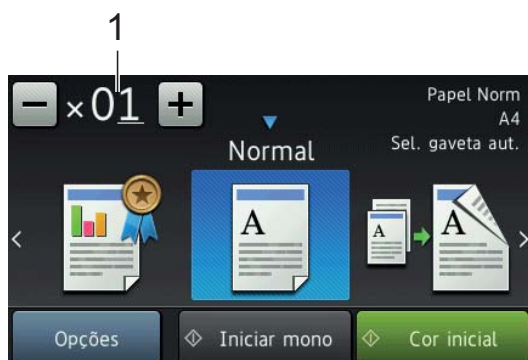 1
×01
Papel Norm
A4
Sel. gaveta aut.
Normal
A
A
A
Opções
Iniciar mono
Cor inicial